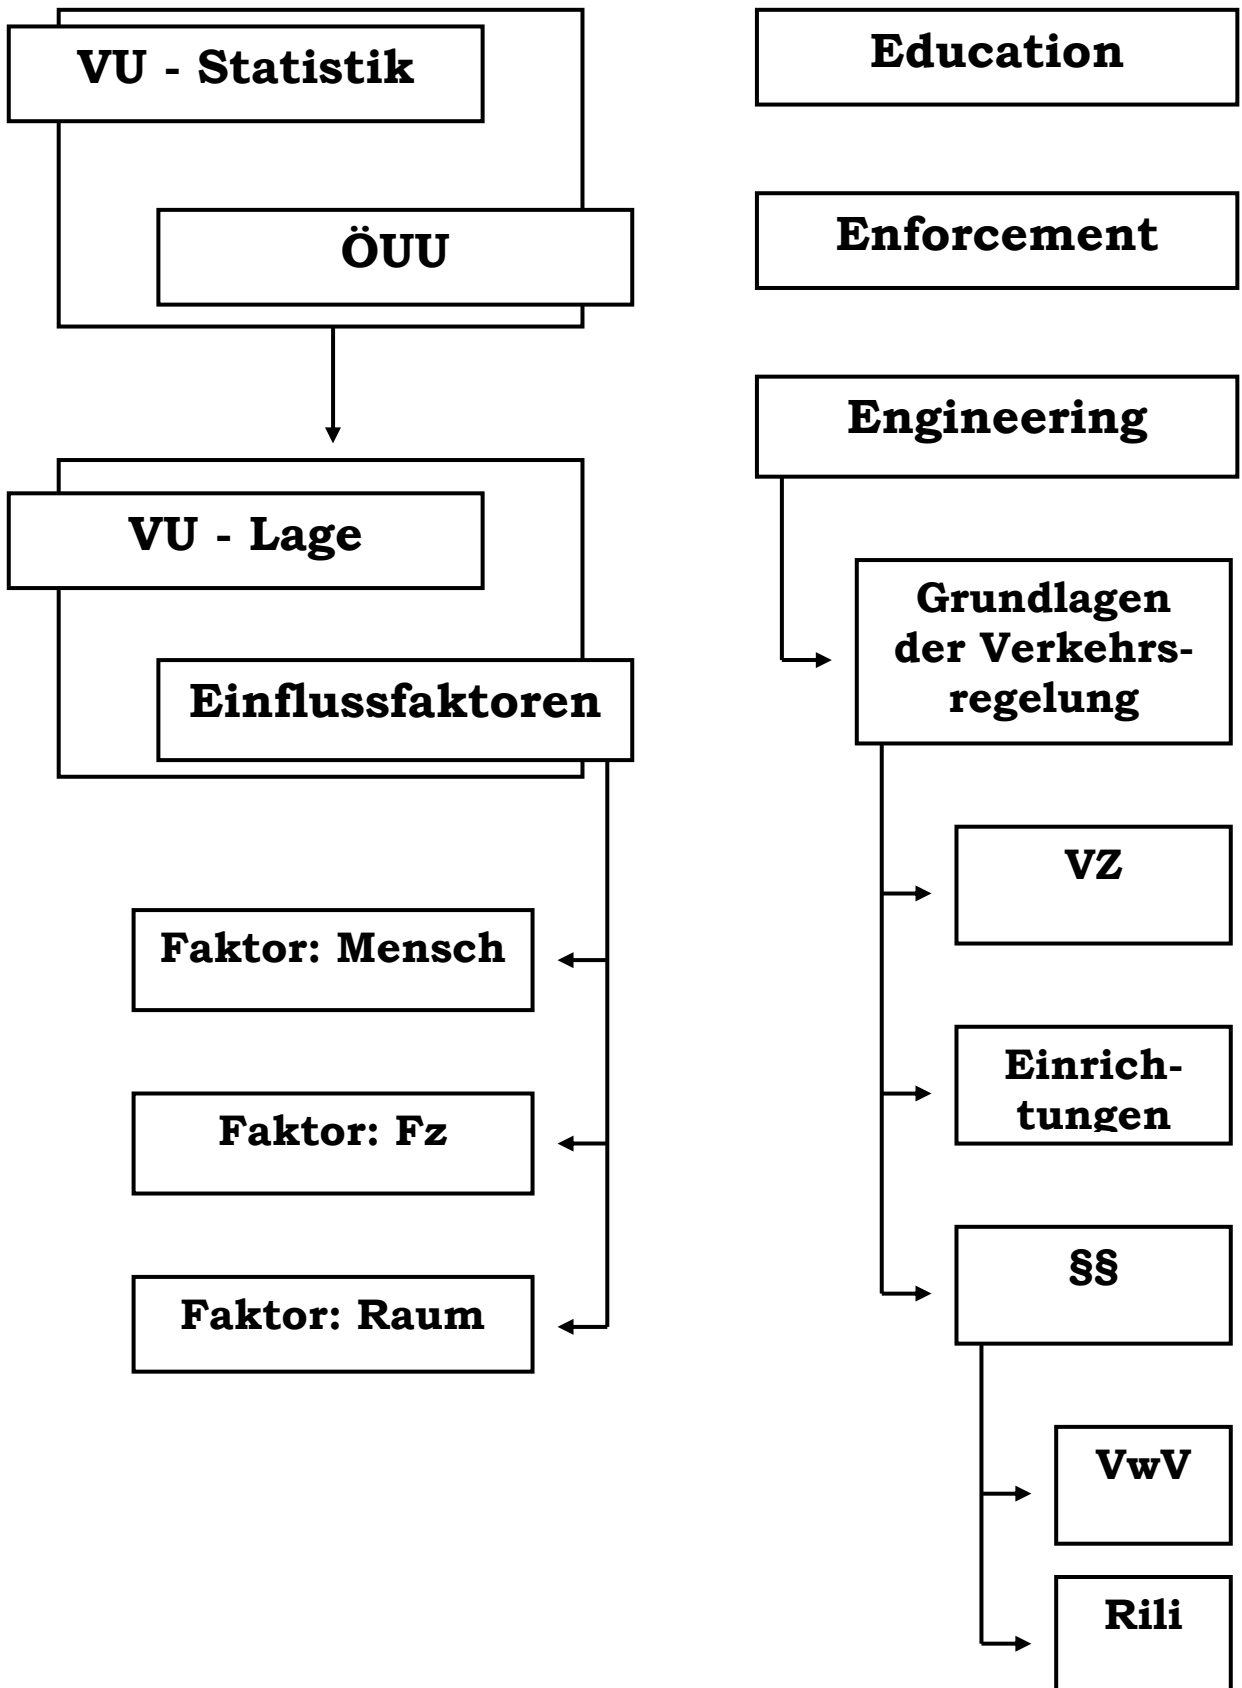 VU - Statistik
ÖUU
VU - Lage
Einflussfaktoren
Faktor: Mensch
Faktor: Fz
Faktor: Raum
Education
Enforcement
Engineering
Grundlagen
der Verkehrs-
regelung
VZ
Einrich-
tungen
§§
VwV
Rili